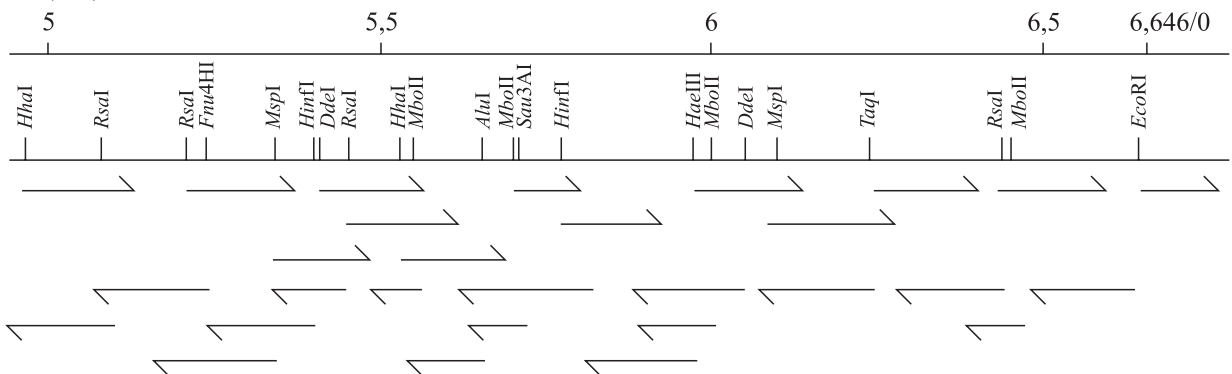 5 5,5 6 6,5 6,646/0
HhaI RsaI RsaI Fnu4HI MspI HinfI DdeI RsaI HhaI MboII AluI MboII Sau3AI HinfI HaeIII MboII DdeI MspI TaqI RsaI MboII EcoRI